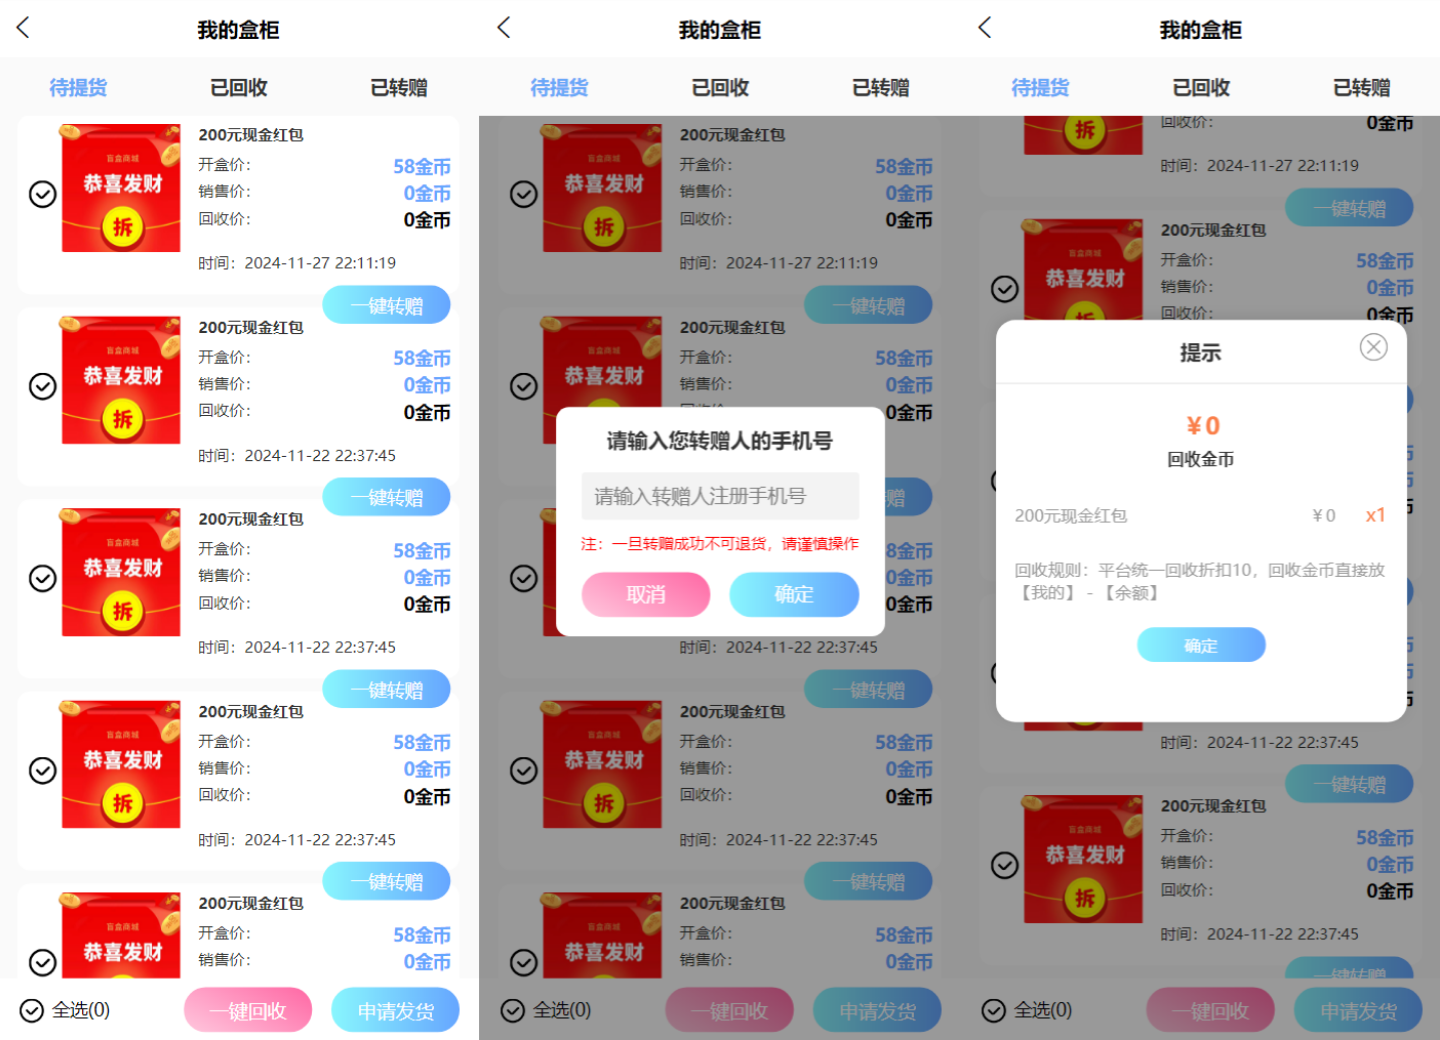 我的盒柜
待提货 已回收 已转赠
盲盒商城
恭喜发财
拆
200元现金红包
开盒价： 58金币
销售价： 0金币
回收价： 0金币
时间：2024-11-27 22:11:19
一键转赠
盲盒商城
恭喜发财
拆
200元现金红包
开盒价： 58金币
销售价： 0金币
回收价： 0金币
时间：2024-11-22 22:37:45
一键转赠
盲盒商城
恭喜发财
拆
200元现金红包
开盒价： 58金币
销售价： 0金币
回收价： 0金币
时间：2024-11-22 22:37:45
一键转赠
盲盒商城
恭喜发财
拆
200元现金红包
开盒价： 58金币
销售价： 0金币
回收价： 0金币
时间：2024-11-22 22:37:45
一键转赠
盲盒商城
恭喜发财
200元现金红包
开盒价： 58金币
销售价： 0金币
全选(0) 一键回收 申请发货
我的盒柜
待提货 已回收 已转赠
盲盒商城
恭喜发财
拆
200元现金红包
开盒价： 58金币
销售价： 0金币
回收价： 0金币
时间：2024-11-27 22:11:19
一键转赠
盲盒商城
恭喜发财
200元现金红包
开盒价： 58金币
销售价： 0金币
0金币
请输入您转赠人的手机号
请输入转赠人注册手机号
注：一旦转赠成功不可退货，请谨慎操作
取消 确定
赠
8金币
0金币
0金币
时间：2024-11-22 22:37:45
一键转赠
盲盒商城
恭喜发财
拆
200元现金红包
开盒价： 58金币
销售价： 0金币
回收价： 0金币
时间：2024-11-22 22:37:45
一键转赠
盲盒商城
恭喜发财
200元现金红包
开盒价： 58金币
销售价： 0金币
全选(0) 一键回收 申请发货
我的盒柜
待提货 已回收 已转赠
拆
回收价： 0金币
时间：2024-11-27 22:11:19
一键转赠
盲盒商城
恭喜发财
拆
200元现金红包
开盒价： 58金币
销售价： 0金币
回收价： 0金币
提示
¥0
回收金币
200元现金红包 ¥0 x1
回收规则：平台统一回收折扣10，回收金币直接放
【我的】-【余额】
确定
时间：2024-11-22 22:37:45
一键转赠
盲盒商城
恭喜发财
拆
200元现金红包
开盒价： 58金币
销售价： 0金币
回收价： 0金币
时间：2024-11-22 22:37:45
一键转赠
全选(0) 一键回收 申请发货